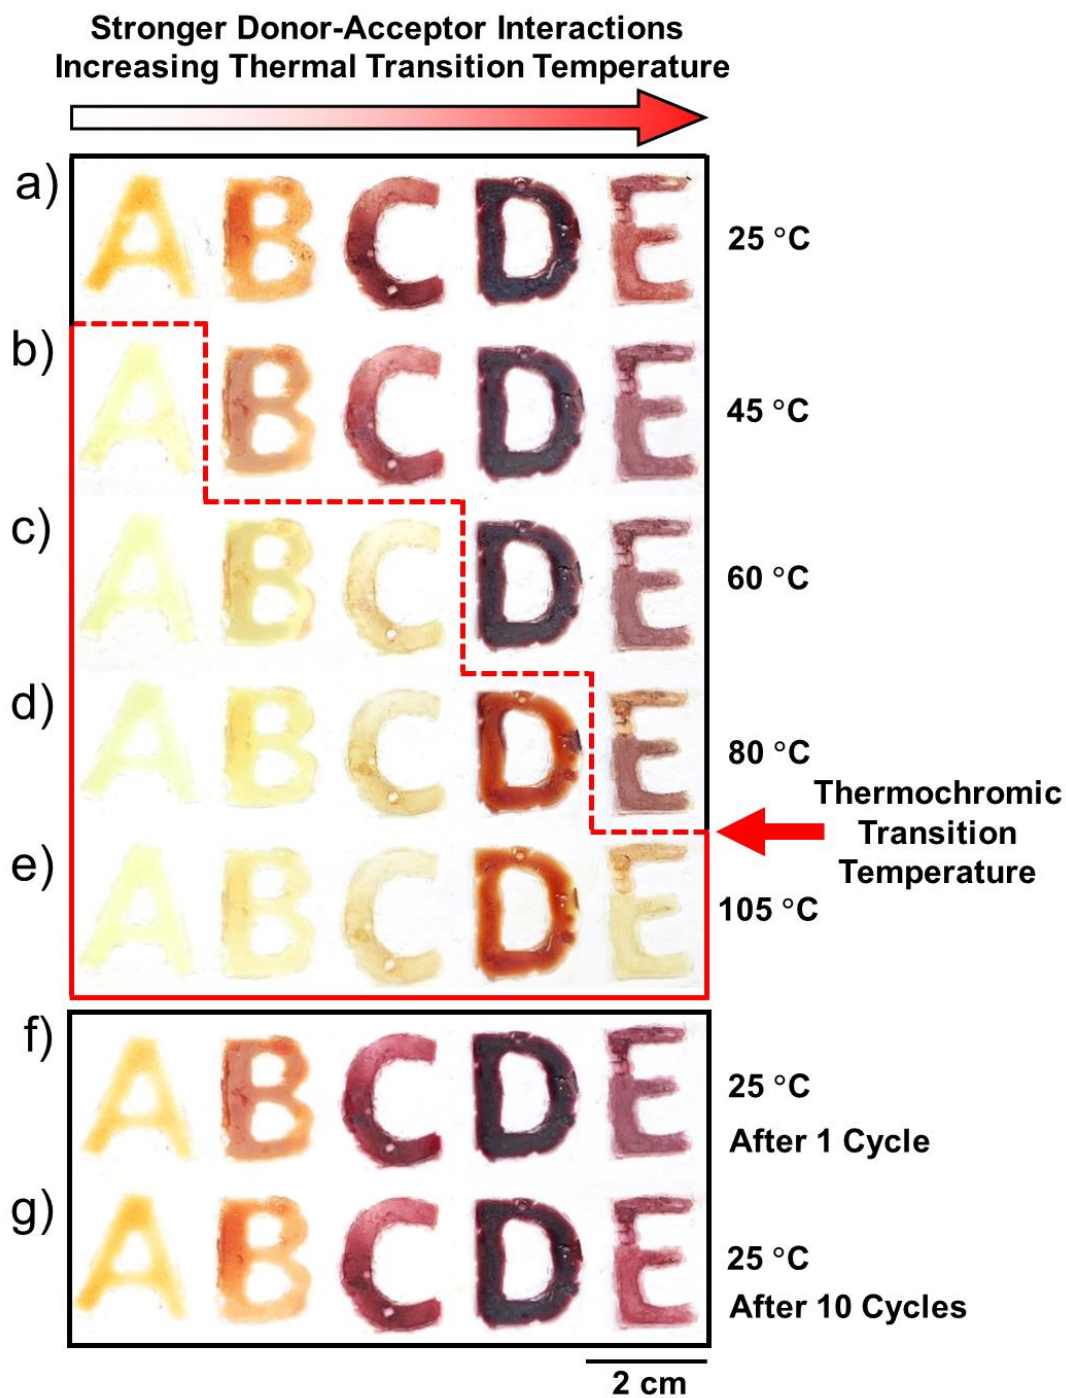 Stronger Donor-Acceptor Interactions
Increasing Thermal Transition Temperature
a) A B C D E 25 °C
b) A B C D E 45 °C
c) A B C D E 60 °C
d) A B C D E 80 °C
Thermochromic
Transition
Temperature
e) A B C D E 105 °C
f) A B C D E 25 °C
After 1 Cycle
g) A B C D E 25 °C
After 10 Cycles
2 cm